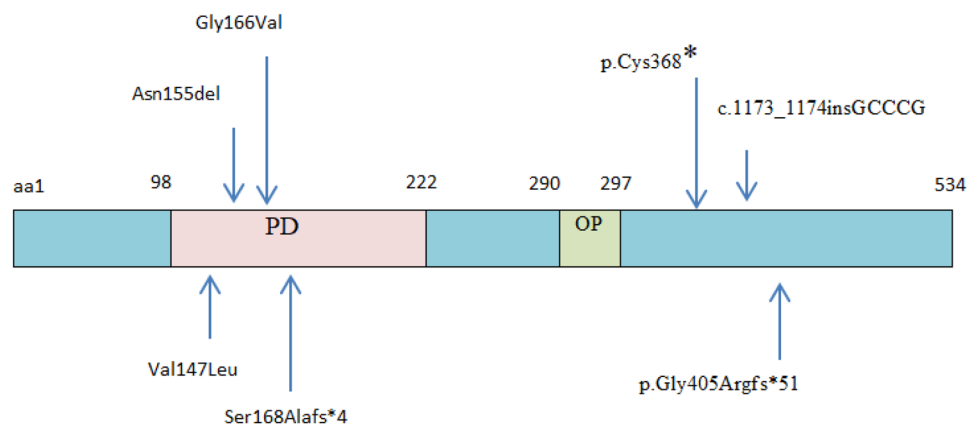 Gly166Val
p.Cys368*
Asn155del
c.1173_1174insGCCCG
aa1 98 222 290 297 534
PD OP
Val147Leu
p.Gly405Argfs*51
Ser168Alafs*4